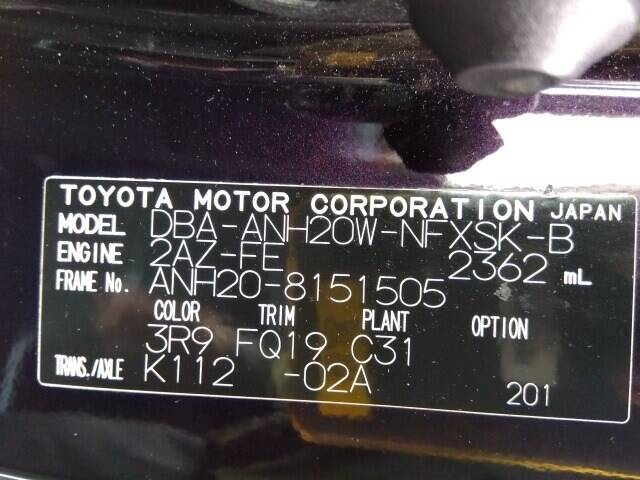 TOYOTA MOTOR CORPORATION JAPAN
MODEL DBA-ANH20W-NFXSK-B
ENGINE 2AZ-FE 2362 mL
FRAME No. ANH20-8151505
COLOR TRIM PLANT OPTION
3R9 FQ19 C31
TRANS./AXLE K112 -02A 201